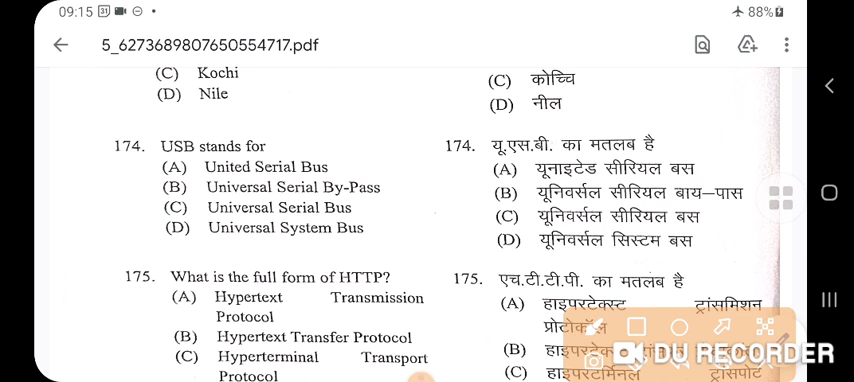 09:15 31 88%
5_6273689807650554717.pdf
(C) Kochi
(D) Nile
174. USB stands for
(A) United Serial Bus
(B) Universal Serial By-Pass
(C) Universal Serial Bus
(D) Universal System Bus
175. What is the full form of HTTP?
(A) Hypertext Transmission
Protocol
(B) Hypertext Transfer Protocol
(C) Hyperterminal Transport
Protocol
(C) कोच्चि
(D) नील
174. यू.एस.बी. का मतलब है
(A) यूनाइटेड सीरियल बस
(B) यूनिवर्सल सीरियल बाय–पास
(C) यूनिवर्सल सीरियल बस
(D) यूनिवर्सल सिस्टम बस
175. एच.टी.टी.पी. का मतलब है
(A) हाइपरटेक्स्ट ट्रांसमिशन
प्रोटोकॉल
(B)
(C) हाइपरटर्मिनल ट्रांसपोर्ट
DU RECORDER